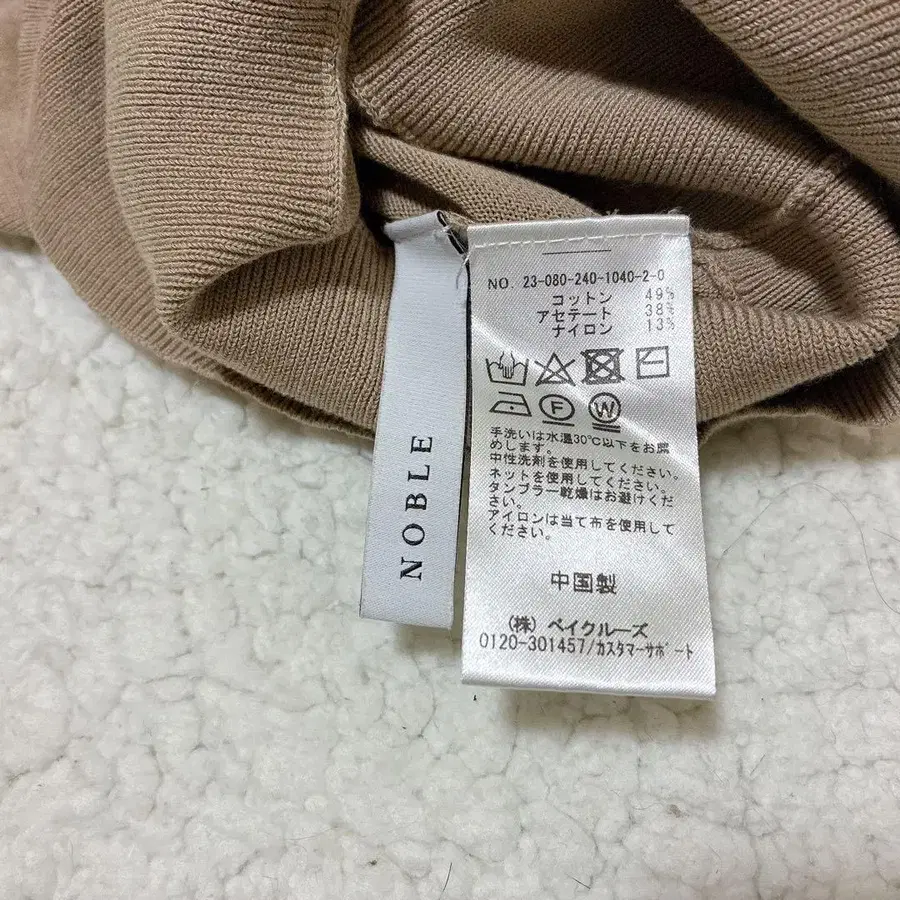 NOBLE
NO. 23-080-240-1040-2-0
コットン 49%
アセテート 38%
ナイロン 13%
F
W
手洗いは水温30℃以下をお薦
めします。
中性洗剤を使用してください。
ネットを使用してください。
タンブラー乾燥はお避けくだ
さい。
アイロンは当て布を使用して
ください。
中国製
(株) ベイクルーズ
0120-301457/カスタマーサポート